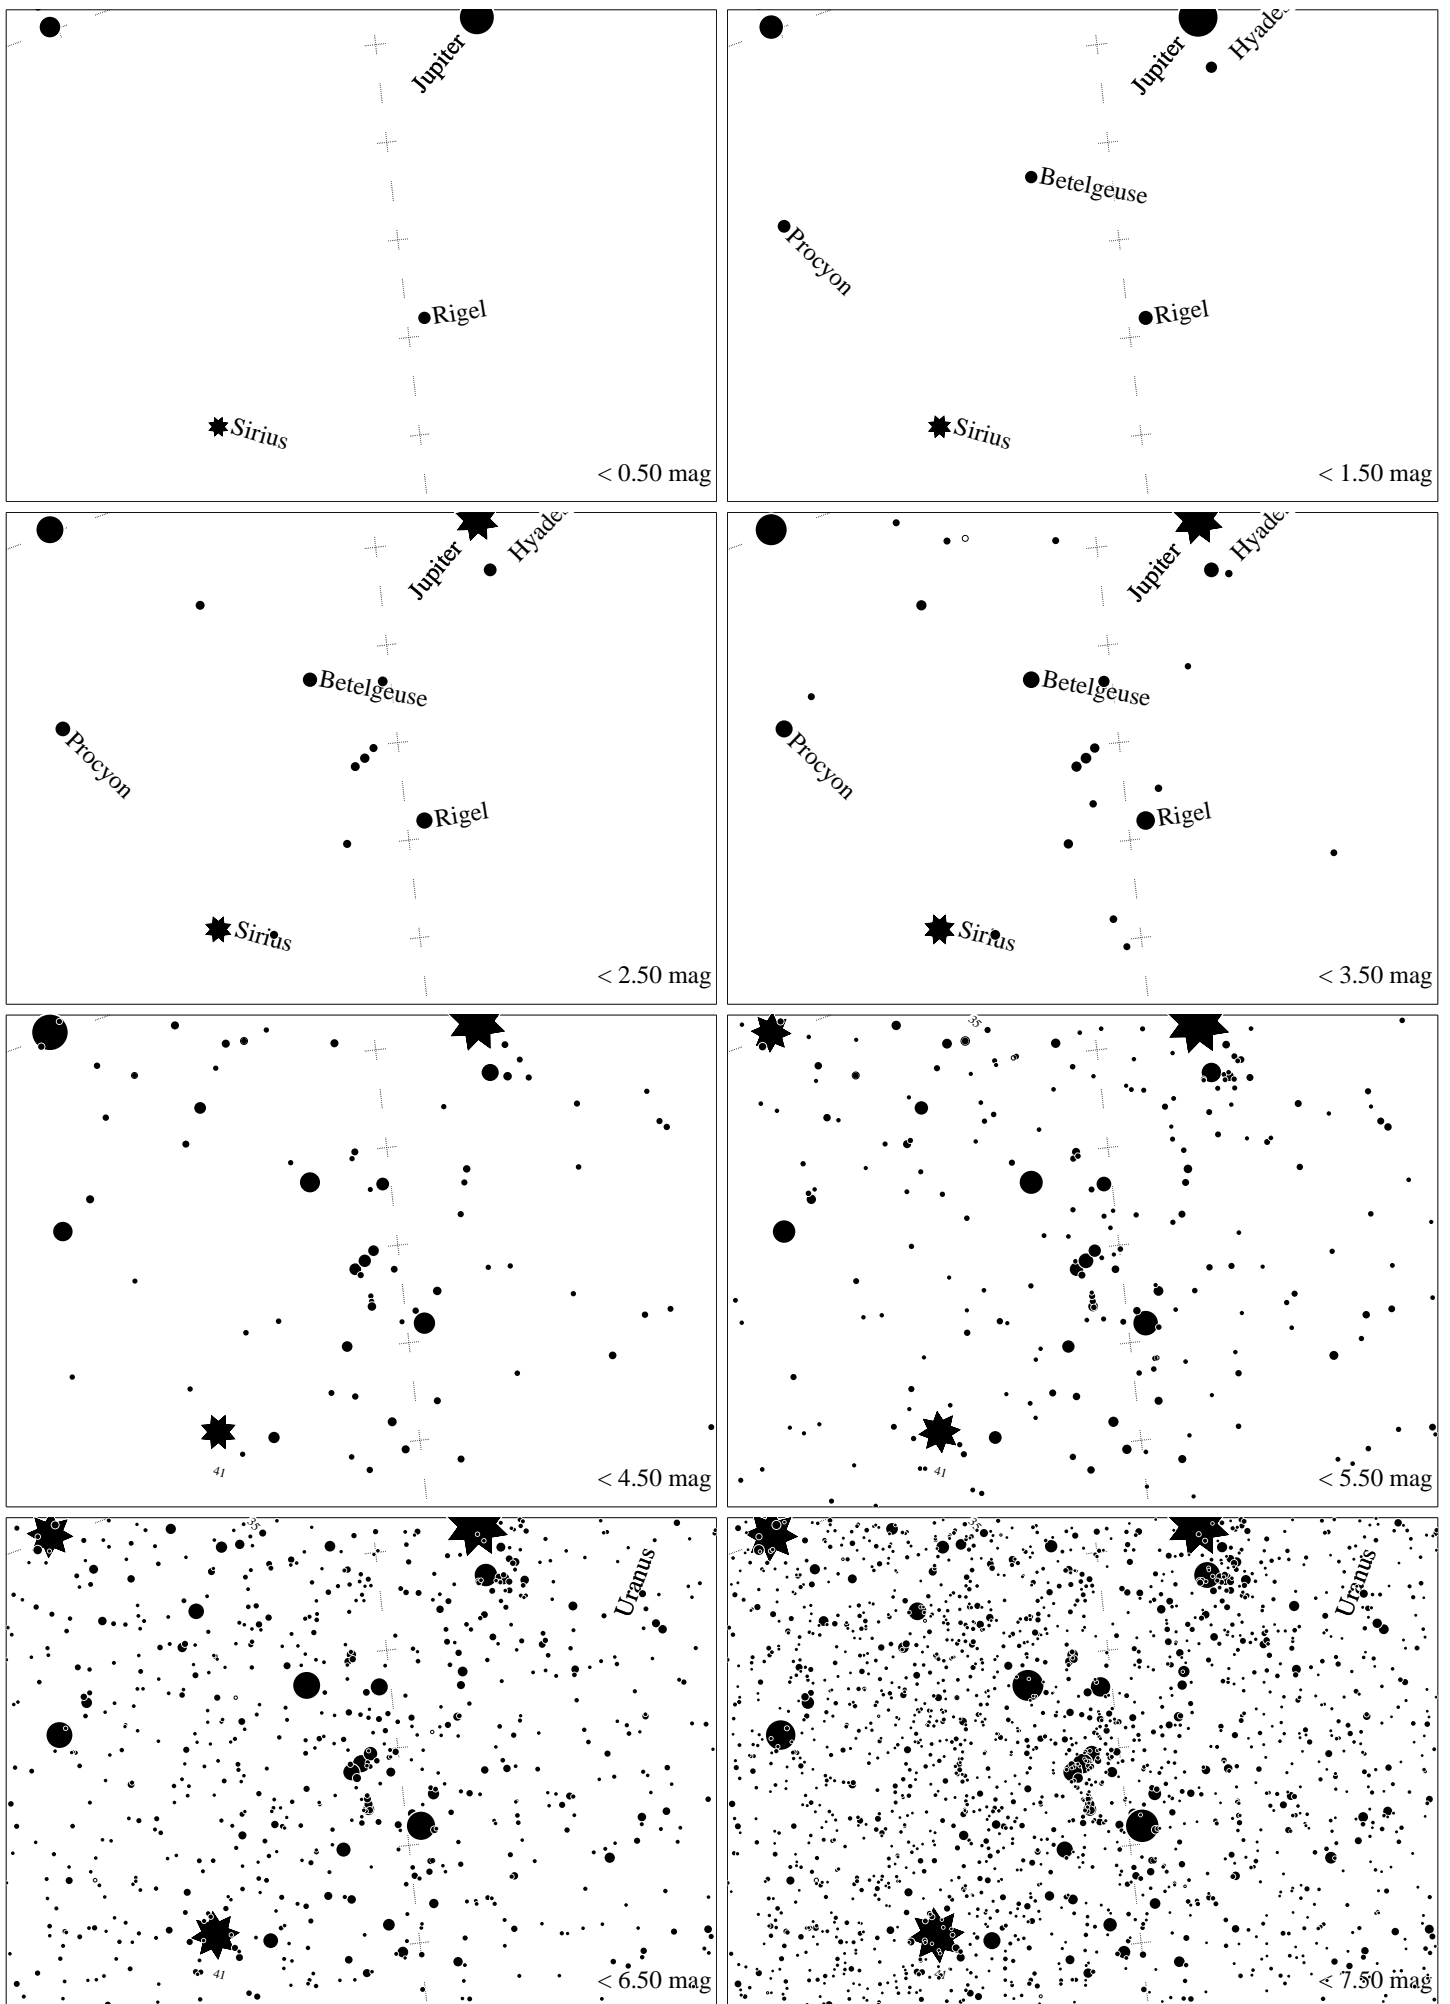 Jupiter
Rigel
Sirius
< 0.50 mag
Jupiter
Hyades
Betelgeuse
Procyon
Rigel
Sirius
< 1.50 mag
Jupiter
Hyades
Betelgeuse
Procyon
Rigel
Sirius
< 2.50 mag
Jupiter
Hyades
Betelgeuse
Procyon
Rigel
Sirius
< 3.50 mag
41
< 4.50 mag
35
41
< 5.50 mag
35
Uranus
41
< 6.50 mag
35
Uranus
41
< 7.50 mag